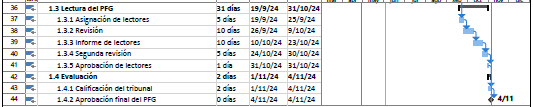 mar may jul sep nov
36 1.3 Lectura del PFG 31 días 19/9/24 31/10/24
37 1.3.1 Asignación de lectores 5 días 19/9/24 25/9/24
38 1.3.2 Revisión 10 días 26/9/24 9/10/24
39 1.3.3 Informe de lectores 10 días 10/10/24 23/10/24
40 1.3.4 Segunda revisión 5 días 24/10/24 30/10/24
41 1.3.5 Aprobación de lectores 1 día 31/10/24 31/10/24
42 1.4 Evaluación 2 días 1/11/24 4/11/24
43 1.4.1 Calificación del tribunal 2 días 1/11/24 4/11/24
44 1.4.2 Aprobación final del PFG 0 días 4/11/24 4/11/24 4/11